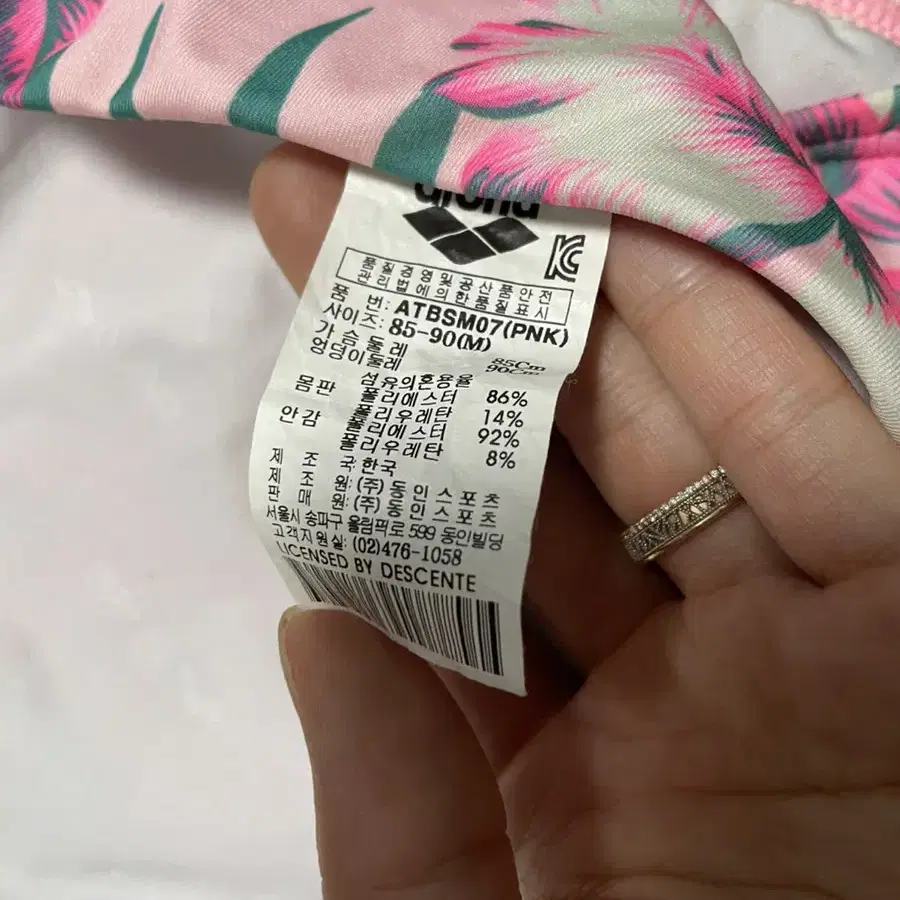 arena
KC
품질경영및공산품안전
관리법에의한품질표시
품 번: ATBSM07(PNK)
사이즈: 85-90(M)
가슴둘레 85Cm
엉덩이둘레 90Cm
섬유의혼용율
몸판 폴리에스터 86%
폴리우레탄 14%
안감 폴리에스터 92%
폴리우레탄 8%
제 조 국: 한국
제 조 원: (주) 동인스포츠
판 매 원: (주) 동인스포츠
서울시 송파구 올림픽로 599 동인빌딩
고객지원실: (02)476-1058
LICENSED BY DESCENTE